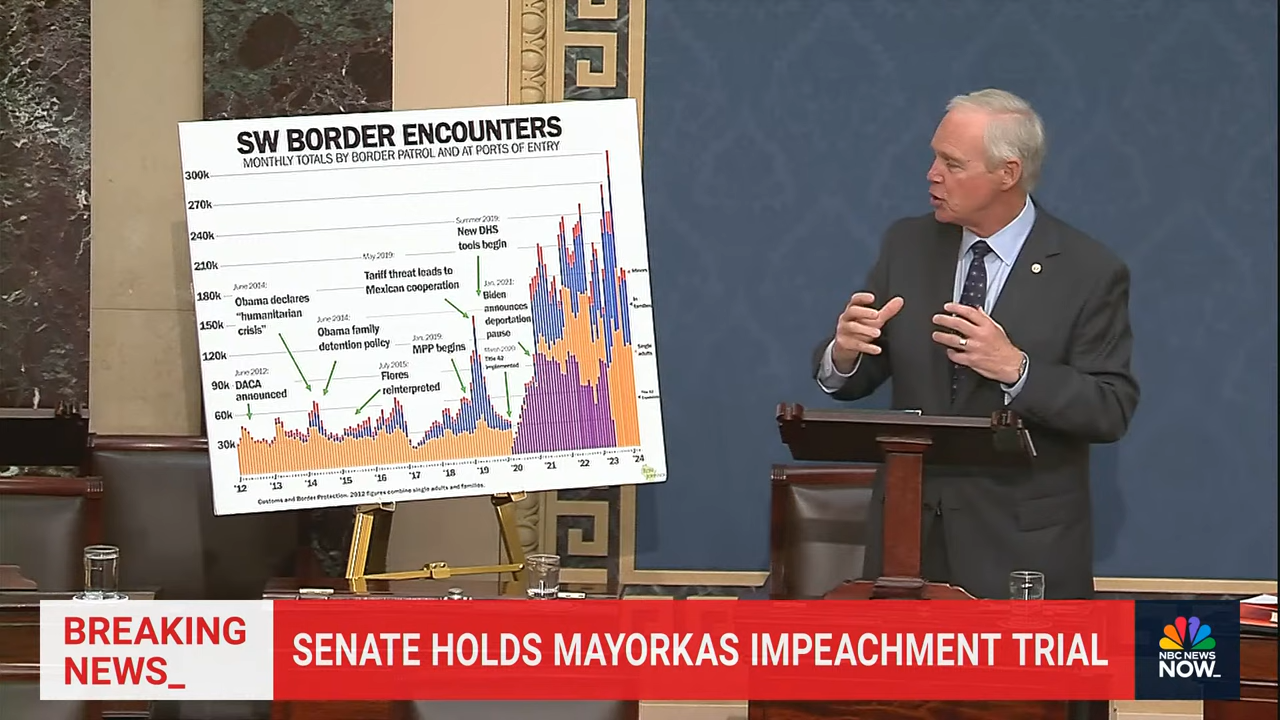 SW BORDER ENCOUNTERS
MONTHLY TOTALS BY BORDER PATROL AND AT PORTS OF ENTRY
300k
270k
240k
210k
180k
150k
120k
90k
60k
30k
June 2012:
DACA
announced
June 2014:
Obama declares
"humanitarian
crisis"
June 2014:
Obama family
detention policy
July 2015:
Flores
reinterpreted
Jan. 2019:
MPP begins
May 2019:
Tariff threat leads to
Mexican cooperation
Summer 2019:
New DHS
tools begin
March 2020:
Title 42
implemented
Jan. 2021:
Biden
announces
deportation
pause
Minors
In
families
Single
adults
'12 '13 '14 '15 '16 '17 '18 '19 '20 '21 '22 '23 '24
Customs and Border Protection. 2012 figures combine single adults and families.
BREAKING
NEWS_
SENATE HOLDS MAYORKAS IMPEACHMENT TRIAL
NBC NEWS
NOW_